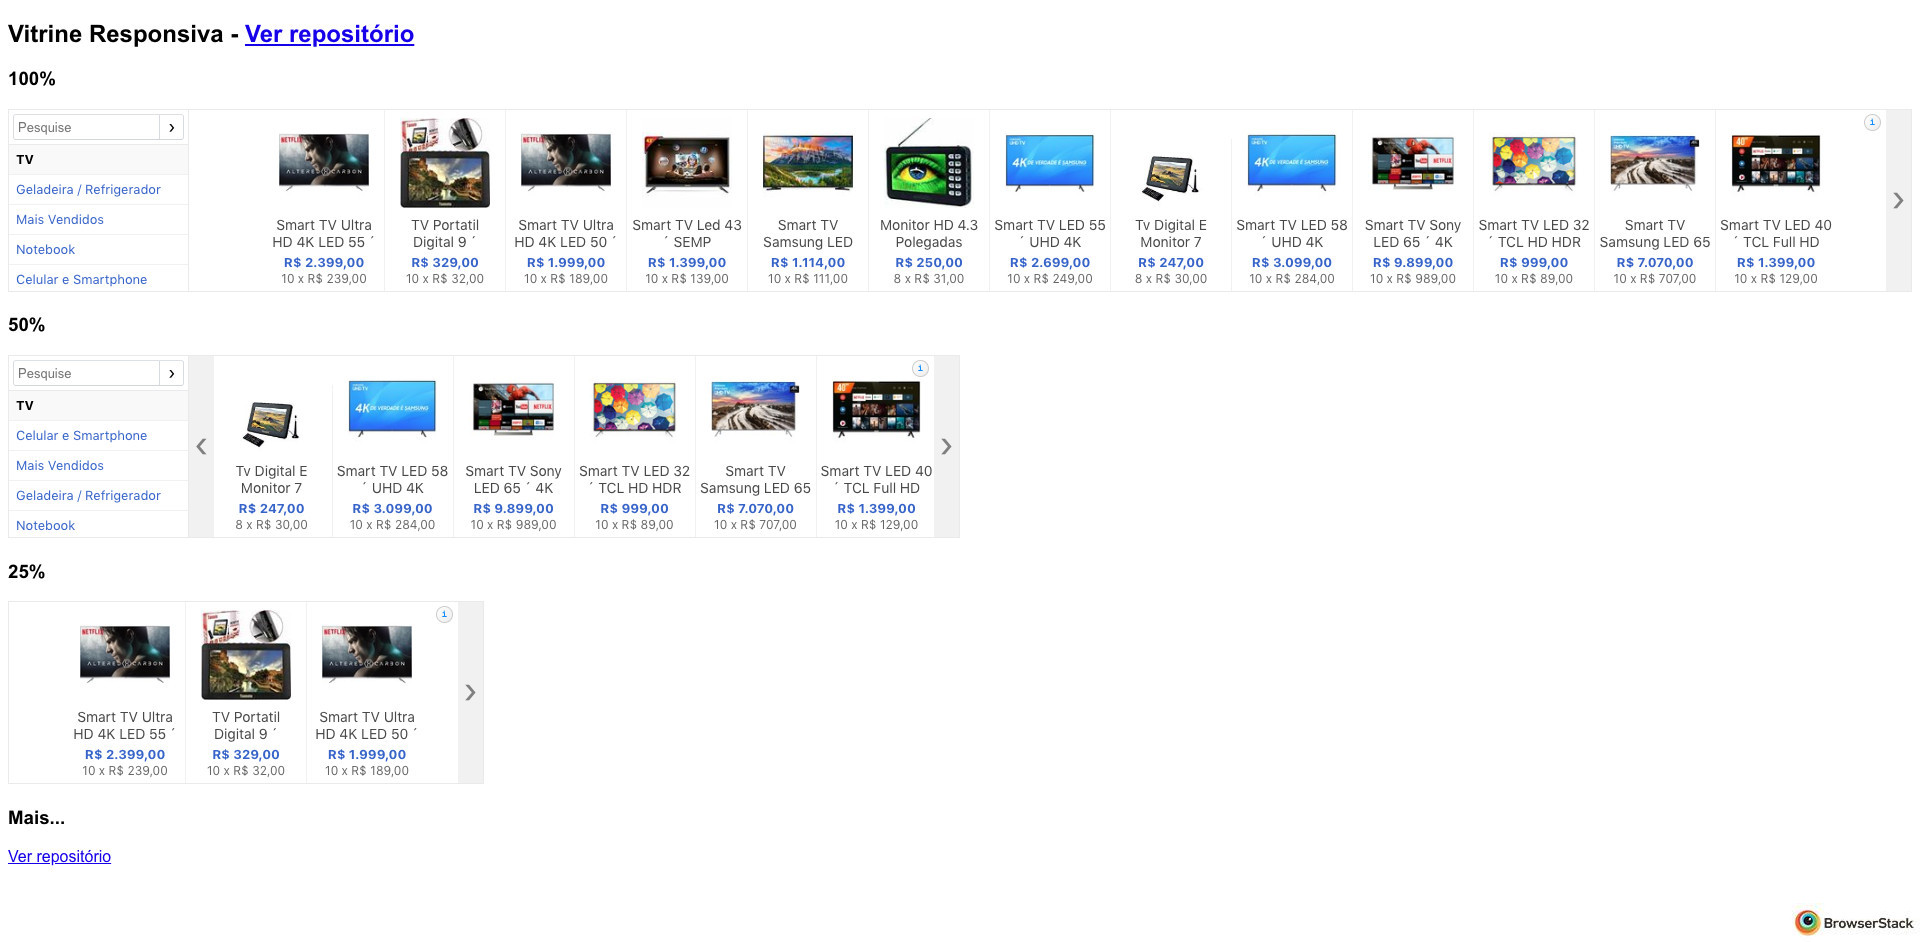 Vitrine Responsiva - Ver repositório
100%
Pesquise ›
TV
Geladeira / Refrigerador
Mais Vendidos
Notebook
Celular e Smartphone
Smart TV Ultra
HD 4K LED 55 ´
R$ 2.399,00
10 x R$ 239,00
TV Portatil
Digital 9 ´
R$ 329,00
10 x R$ 32,00
Smart TV Ultra
HD 4K LED 50 ´
R$ 1.999,00
10 x R$ 189,00
Smart TV Led 43
´ SEMP
R$ 1.399,00
10 x R$ 139,00
Smart TV
Samsung LED
R$ 1.114,00
10 x R$ 111,00
Monitor HD 4.3
Polegadas
R$ 250,00
8 x R$ 31,00
Smart TV LED 55
´ UHD 4K
R$ 2.699,00
10 x R$ 249,00
Tv Digital E
Monitor 7
R$ 247,00
8 x R$ 30,00
Smart TV LED 58
´ UHD 4K
R$ 3.099,00
10 x R$ 284,00
Smart TV Sony
LED 65 ´ 4K
R$ 9.899,00
10 x R$ 989,00
Smart TV LED 32
´ TCL HD HDR
R$ 999,00
10 x R$ 89,00
Smart TV
Samsung LED 65
R$ 7.070,00
10 x R$ 707,00
Smart TV LED 40
´ TCL Full HD
R$ 1.399,00
10 x R$ 129,00
50%
Pesquise ›
TV
Celular e Smartphone
Mais Vendidos
Geladeira / Refrigerador
Notebook
Tv Digital E
Monitor 7
R$ 247,00
8 x R$ 30,00
Smart TV LED 58
´ UHD 4K
R$ 3.099,00
10 x R$ 284,00
Smart TV Sony
LED 65 ´ 4K
R$ 9.899,00
10 x R$ 989,00
Smart TV LED 32
´ TCL HD HDR
R$ 999,00
10 x R$ 89,00
Smart TV
Samsung LED 65
R$ 7.070,00
10 x R$ 707,00
Smart TV LED 40
´ TCL Full HD
R$ 1.399,00
10 x R$ 129,00
25%
NETFLIX
ALTERED CARBON
Smart TV Ultra
HD 4K LED 55 ´
R$ 2.399,00
10 x R$ 239,00
TV Portatil
Digital 9 ´
R$ 329,00
10 x R$ 32,00
Smart TV Ultra
HD 4K LED 50 ´
R$ 1.999,00
10 x R$ 189,00
Mais...
Ver repositório
BrowserStack